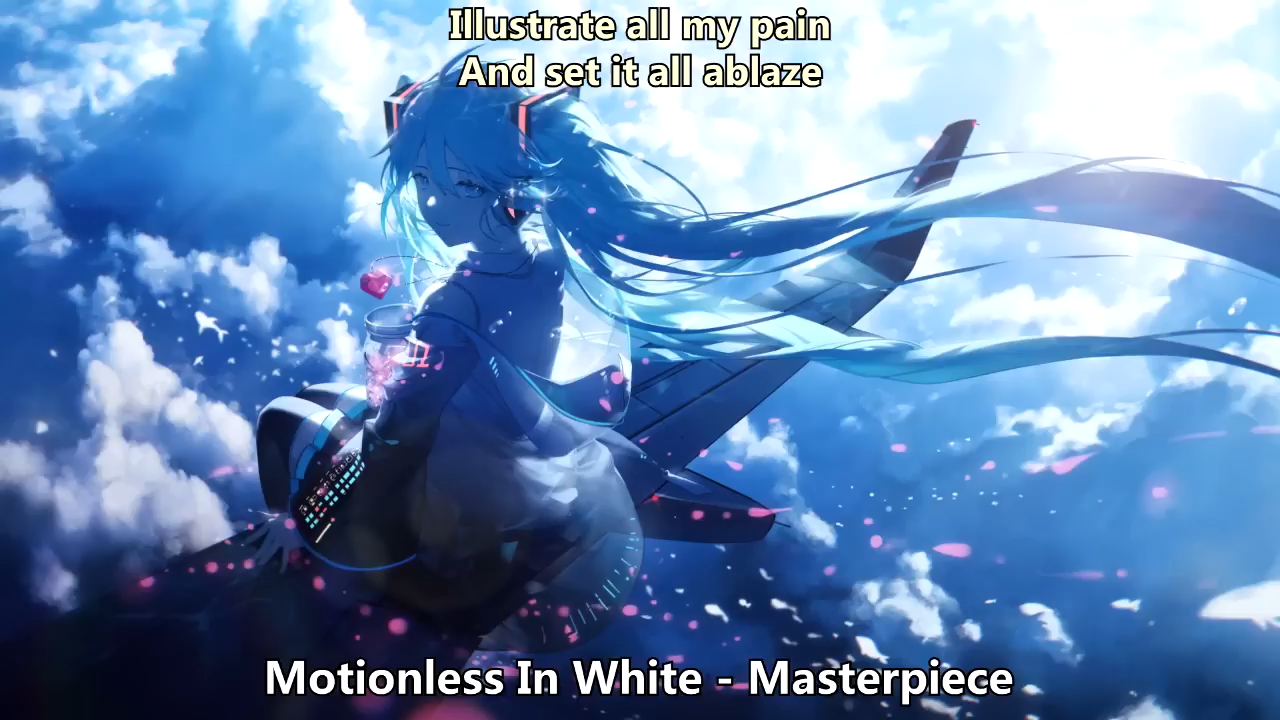 Illustrate all my pain
And set it all ablaze
Motionless In White - Masterpiece